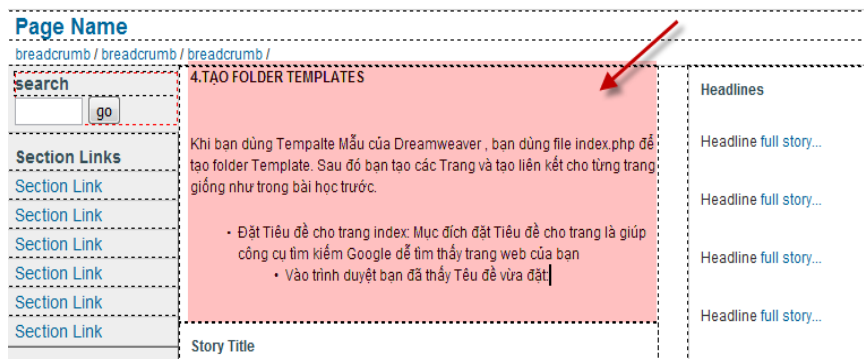 Page Name
breadcrumb / breadcrumb / breadcrumb /
search
go
Section Links
Section Link
Section Link
Section Link
Section Link
Section Link
Section Link
4.TẠO FOLDER TEMPLATES
Khi bạn dùng Tempalte Mẫu của Dreamweaver , bạn dùng file index.php để
tạo folder Template. Sau đó bạn tạo các Trang và tạo liên kết cho từng trang
giống như trong bài học trước.
• Đặt Tiêu đề cho trang index: Mục đích đặt Tiêu đề cho trang là giúp
công cụ tìm kiếm Google dễ tìm thấy trang web của bạn
• Vào trình duyệt bạn đã thấy Têu đề vừa đặt:
Story Title
Headlines
Headline full story...
Headline full story...
Headline full story...
Headline full story...